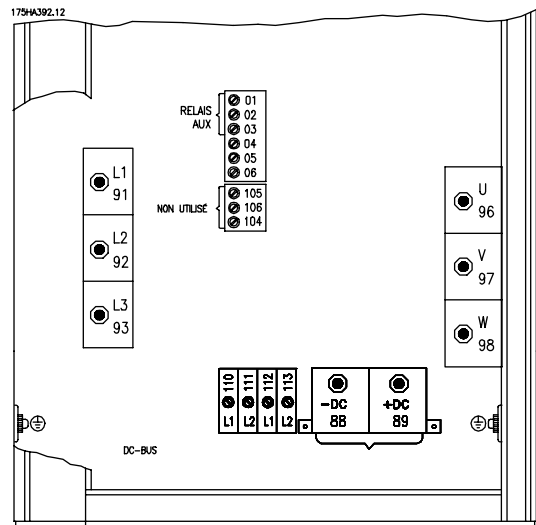 175HA392.12
RELAIS
AUX
01
02
03
04
05
06
NON UTILISÉ
105
106
104
L1
91
L2
92
L3
93
U
96
V
97
W
98
110
111
112
113
L1
L2
L1
L2
-DC
88
+DC
89
DC-BUS